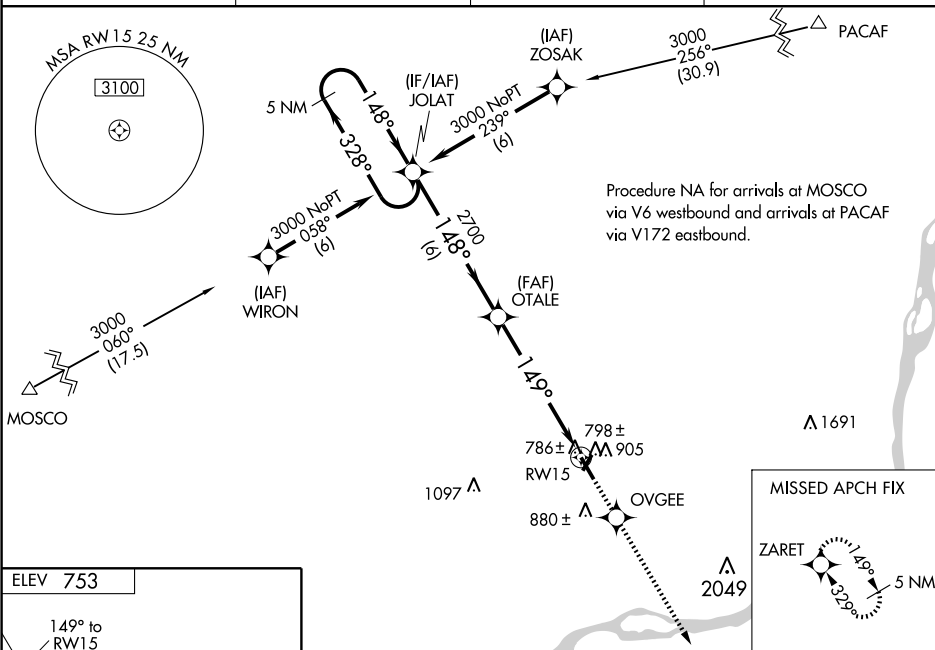 MSA RW15 25 NM
3100
5 NM
148°
328°
(IF/IAF)
JOLAT
(IAF)
ZOSAK
3000
256°
(30.9)
PACAF
3000 NoPT
239°
(6)
3000 NoPT
058°
(6)
(IAF)
WIRON
3000
060°
(17.5)
MOSCO
2700
148°
(6)
Procedure NA for arrivals at MOSCO
via V6 westbound and arrivals at PACAF
via V172 eastbound.
(FAF)
OTALE
149°
798 ±
786 ±
905
RW15
1691
1097
880 ±
OVGEE
2049
MISSED APCH FIX
ZARET
149°
329°
5 NM
ELEV 753
149° to
RW15